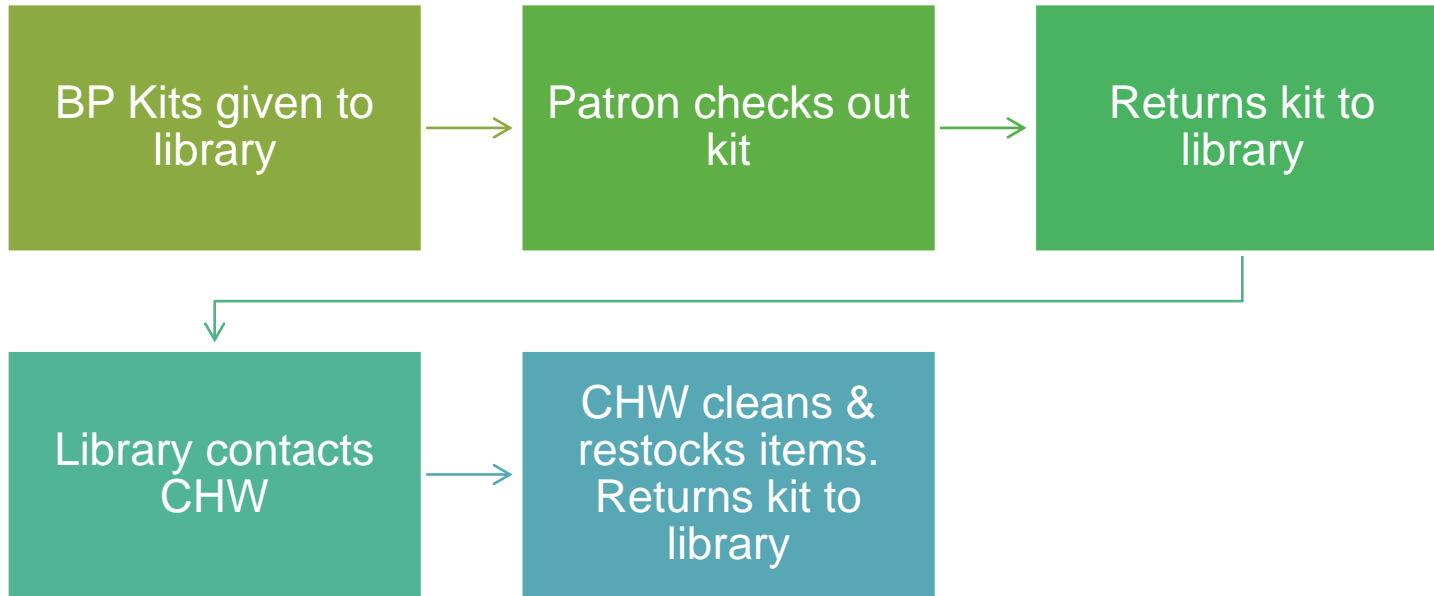 BP Kits given to
library
Patron checks out
kit
Returns kit to
library
Library contacts
CHW
CHW cleans &
restocks items.
Returns kit to
library